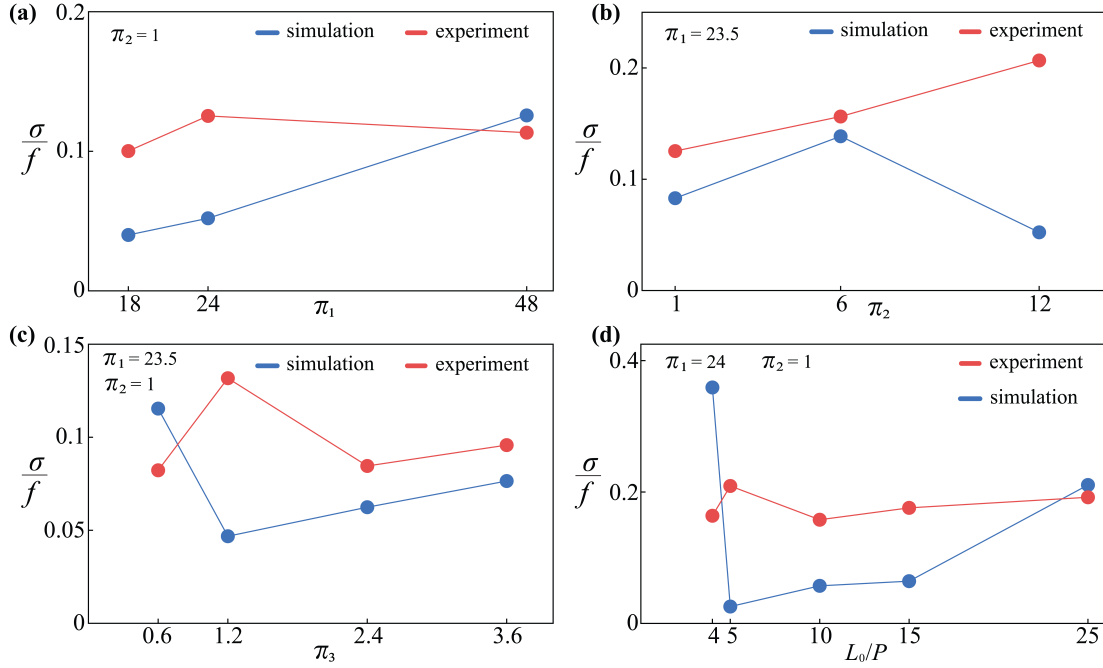 (a)
π₂ = 1
simulation
experiment
0.2
0.1
0
σ/f
18
24
48
π₁
(b)
π₁ = 23.5
simulation
experiment
0.2
0.1
0
σ/f
1
6
12
π₂
(c)
π₁ = 23.5
π₂ = 1
simulation
experiment
0.15
0.1
0.05
0
σ/f
0.6
1.2
2.4
3.6
π₃
(d)
π₁ = 24
π₂ = 1
experiment
simulation
0.4
0.2
0
σ/f
4
5
10
15
25
L₀/P